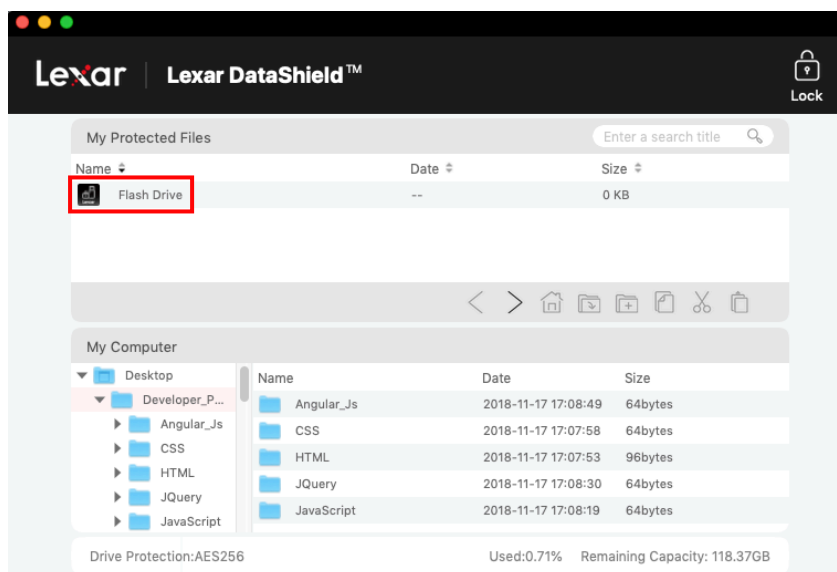 Lexar Lexar DataShield™
Lock
My Protected Files Enter a search title
Name Date Size
Flash Drive -- 0 KB
My Computer
Desktop
Developer_P...
Angular_Js
CSS
HTML
JQuery
JavaScript
Name Date Size
Angular_Js 2018-11-17 17:08:49 64bytes
CSS 2018-11-17 17:07:58 64bytes
HTML 2018-11-17 17:07:53 96bytes
JQuery 2018-11-17 17:08:30 64bytes
JavaScript 2018-11-17 17:08:19 64bytes
Drive Protection:AES256 Used:0.71% Remaining Capacity: 118.37GB